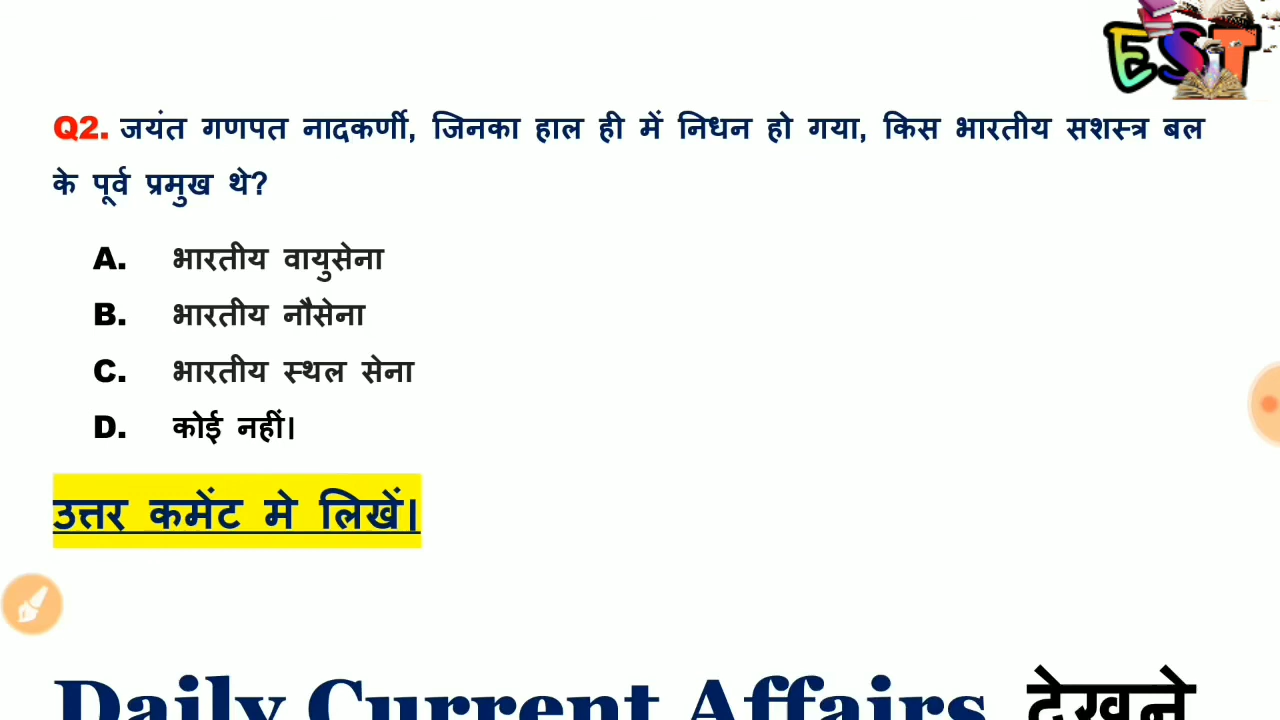 EST
Q2. जयंत गणपत नादकर्णी, जिनका हाल ही में निधन हो गया, किस भारतीय सशस्त्र बल
के पूर्व प्रमुख थे?
A. भारतीय वायुसेना
B. भारतीय नौसेना
C. भारतीय स्थल सेना
D. कोई नहीं।
उत्तर कमेंट मे लिखें।
Daily Current Affairs देखने